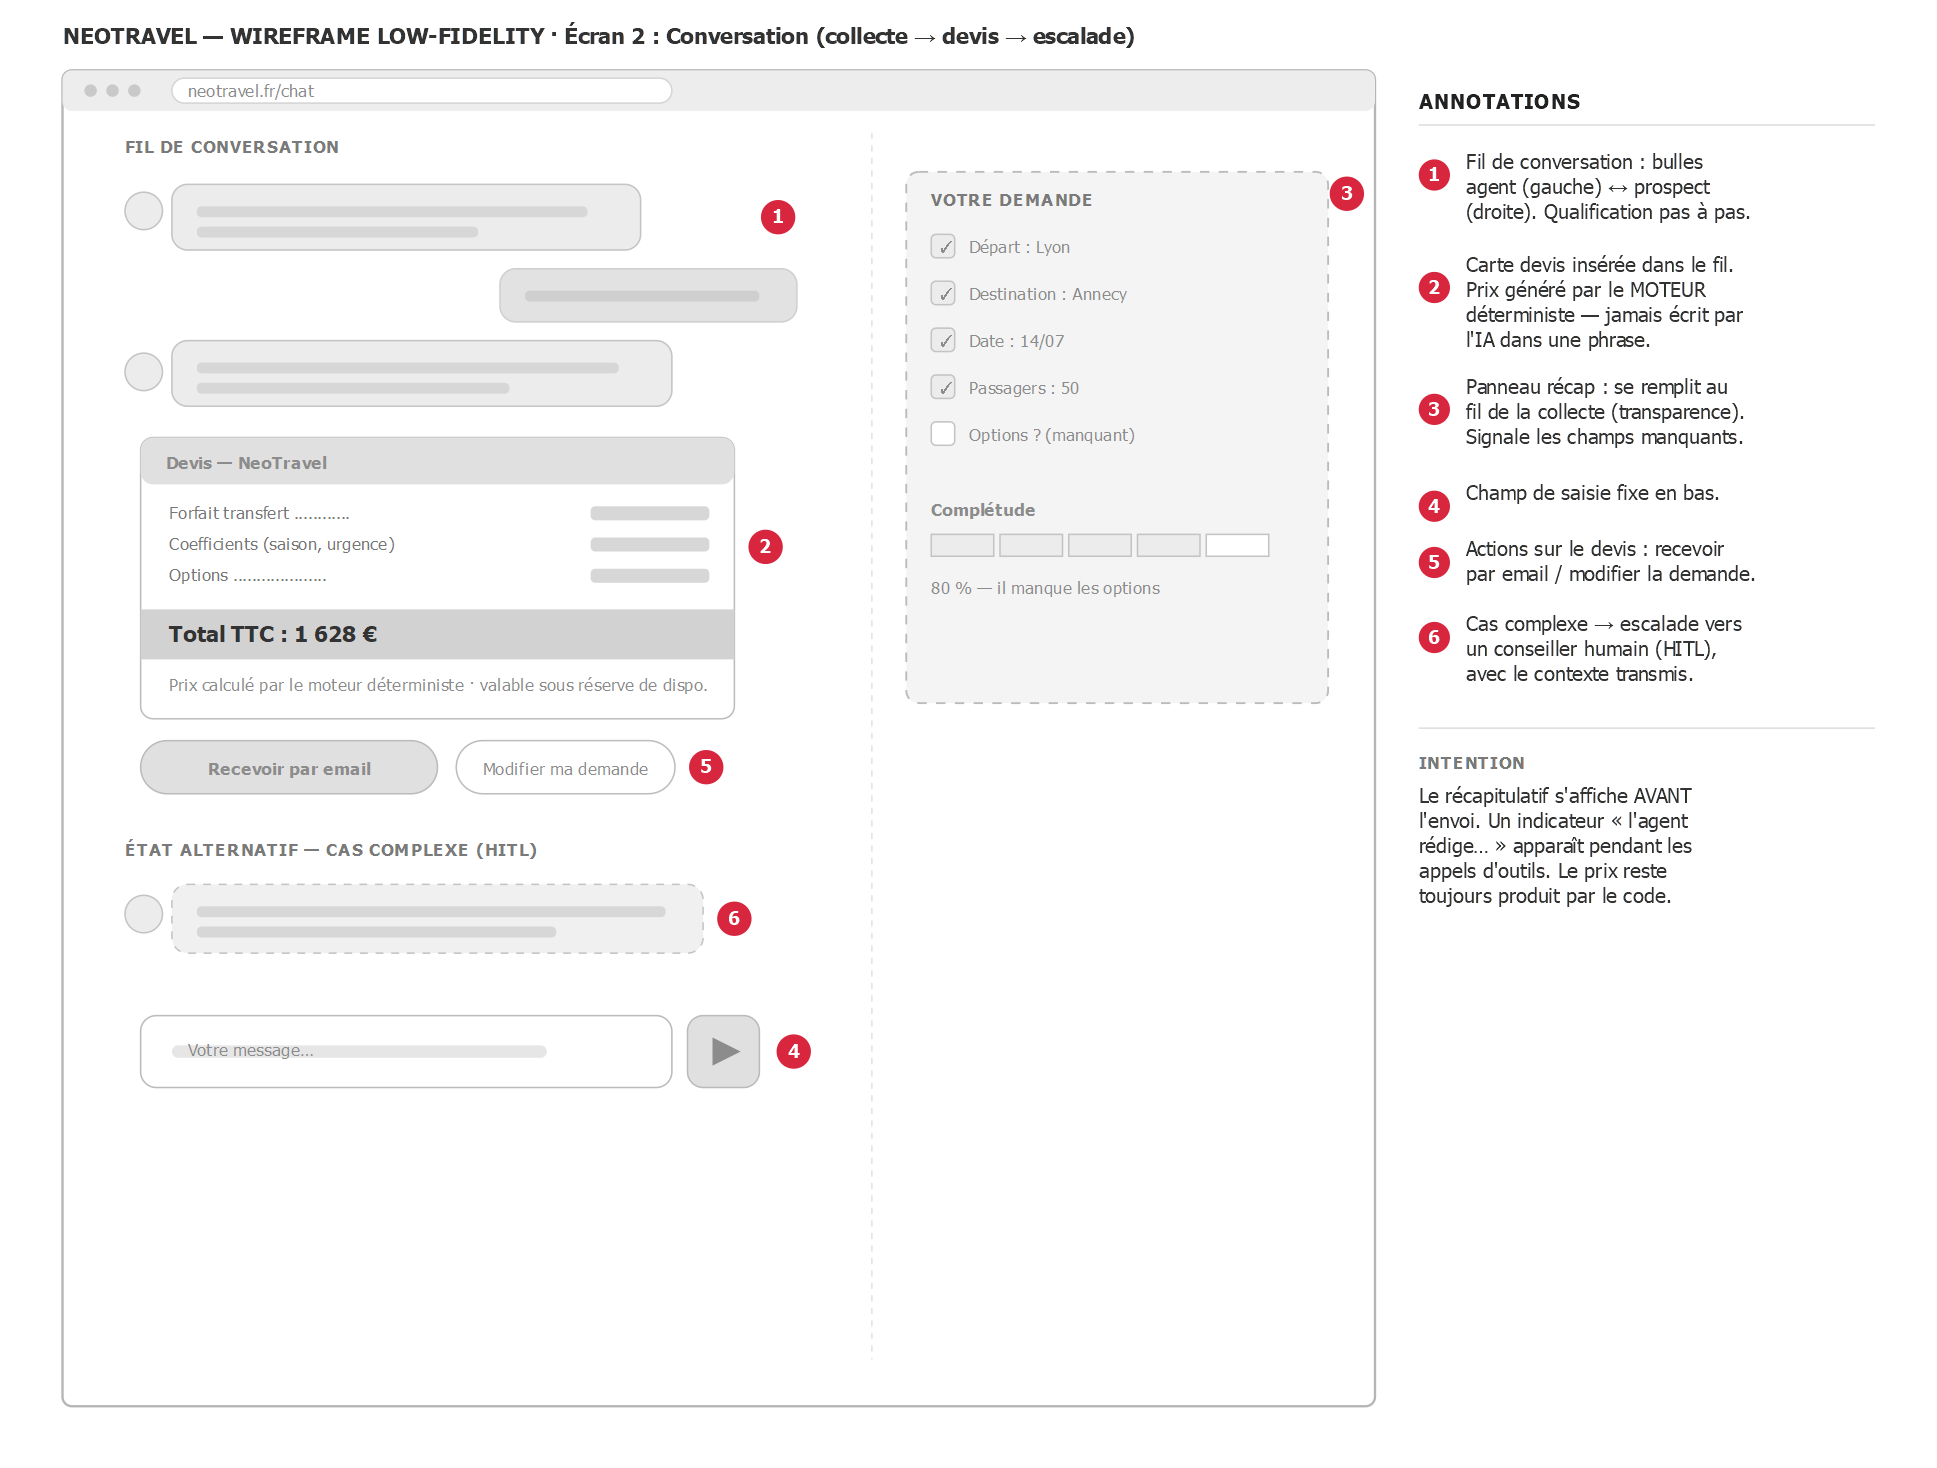 NEOTRAVEL — WIREFRAME LOW-FIDELITY · Écran 2 : Conversation (collecte → devis → escalade)
neotravel.fr/chat
FIL DE CONVERSATION
1
Devis — NeoTravel
Forfait transfert ............
Coefficients (saison, urgence)
Options ....................
2
Total TTC : 1 628 €
Prix calculé par le moteur déterministe · valable sous réserve de dispo.
Recevoir par email
Modifier ma demande
5
ÉTAT ALTERNATIF — CAS COMPLEXE (HITL)
6
Votre message...
4
VOTRE DEMANDE
3
✓ Départ : Lyon
✓ Destination : Annecy
✓ Date : 14/07
✓ Passagers : 50
Options ? (manquant)
Complétude
80 % — il manque les options
ANNOTATIONS
1
Fil de conversation : bulles
agent (gauche) ↔ prospect
(droite). Qualification pas à pas.
2
Carte devis insérée dans le fil.
Prix généré par le MOTEUR
déterministe — jamais écrit par
l'IA dans une phrase.
3
Panneau récap : se remplit au
fil de la collecte (transparence).
Signale les champs manquants.
4
Champ de saisie fixe en bas.
5
Actions sur le devis : recevoir
par email / modifier la demande.
6
Cas complexe → escalade vers
un conseiller humain (HITL),
avec le contexte transmis.
INTENTION
Le récapitulatif s'affiche AVANT
l'envoi. Un indicateur « l'agent
rédige... » apparaît pendant les
appels d'outils. Le prix reste
toujours produit par le code.